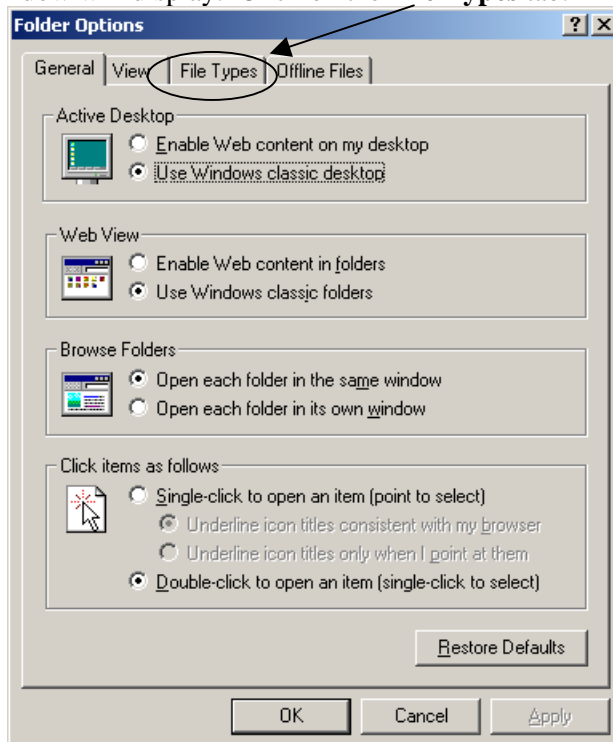 Folder Options
General View File Types Offline Files
Active Desktop
Enable Web content on my desktop
Use Windows classic desktop
Web View
Enable Web content in folders
Use Windows classic folders
Browse Folders
Open each folder in the same window
Open each folder in its own window
Click items as follows
Single-click to open an item (point to select)
Underline icon titles consistent with my browser
Underline icon titles only when I point at them
Double-click to open an item (single-click to select)
Restore Defaults
OK Cancel Apply